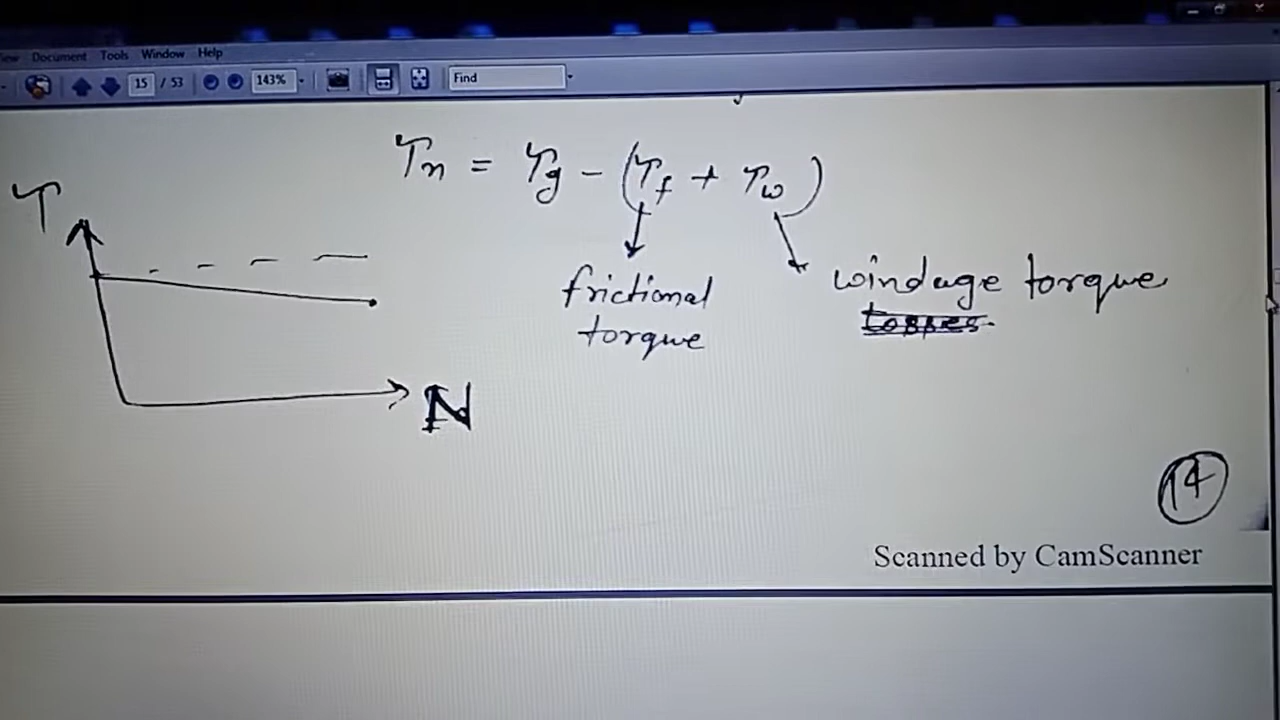 View Document Tools Window Help
15 / 53 143% Find
Tn = Tg - (Tf + Tw)
T
frictional
torque
windage torque
N
14
Scanned by CamScanner